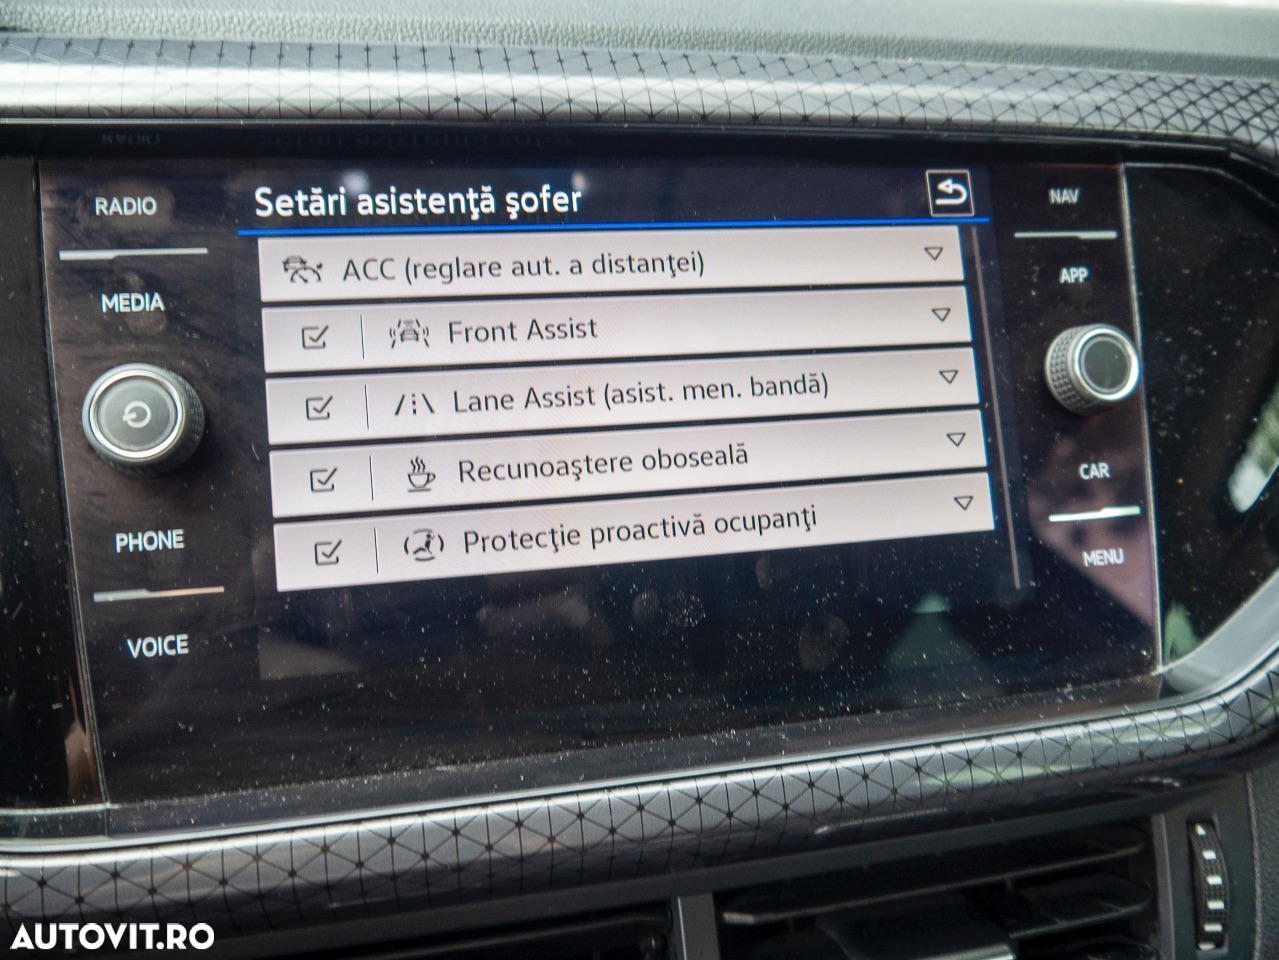 RADIO
MEDIA
PHONE
VOICE
Setări asistenţă şofer
ACC (reglare aut. a distanţei)
Front Assist
Lane Assist (asist. men. bandă)
Recunoaştere oboseală
Protecţie proactivă ocupanţi
NAV
APP
CAR
MENU
AUTOVIT.RO